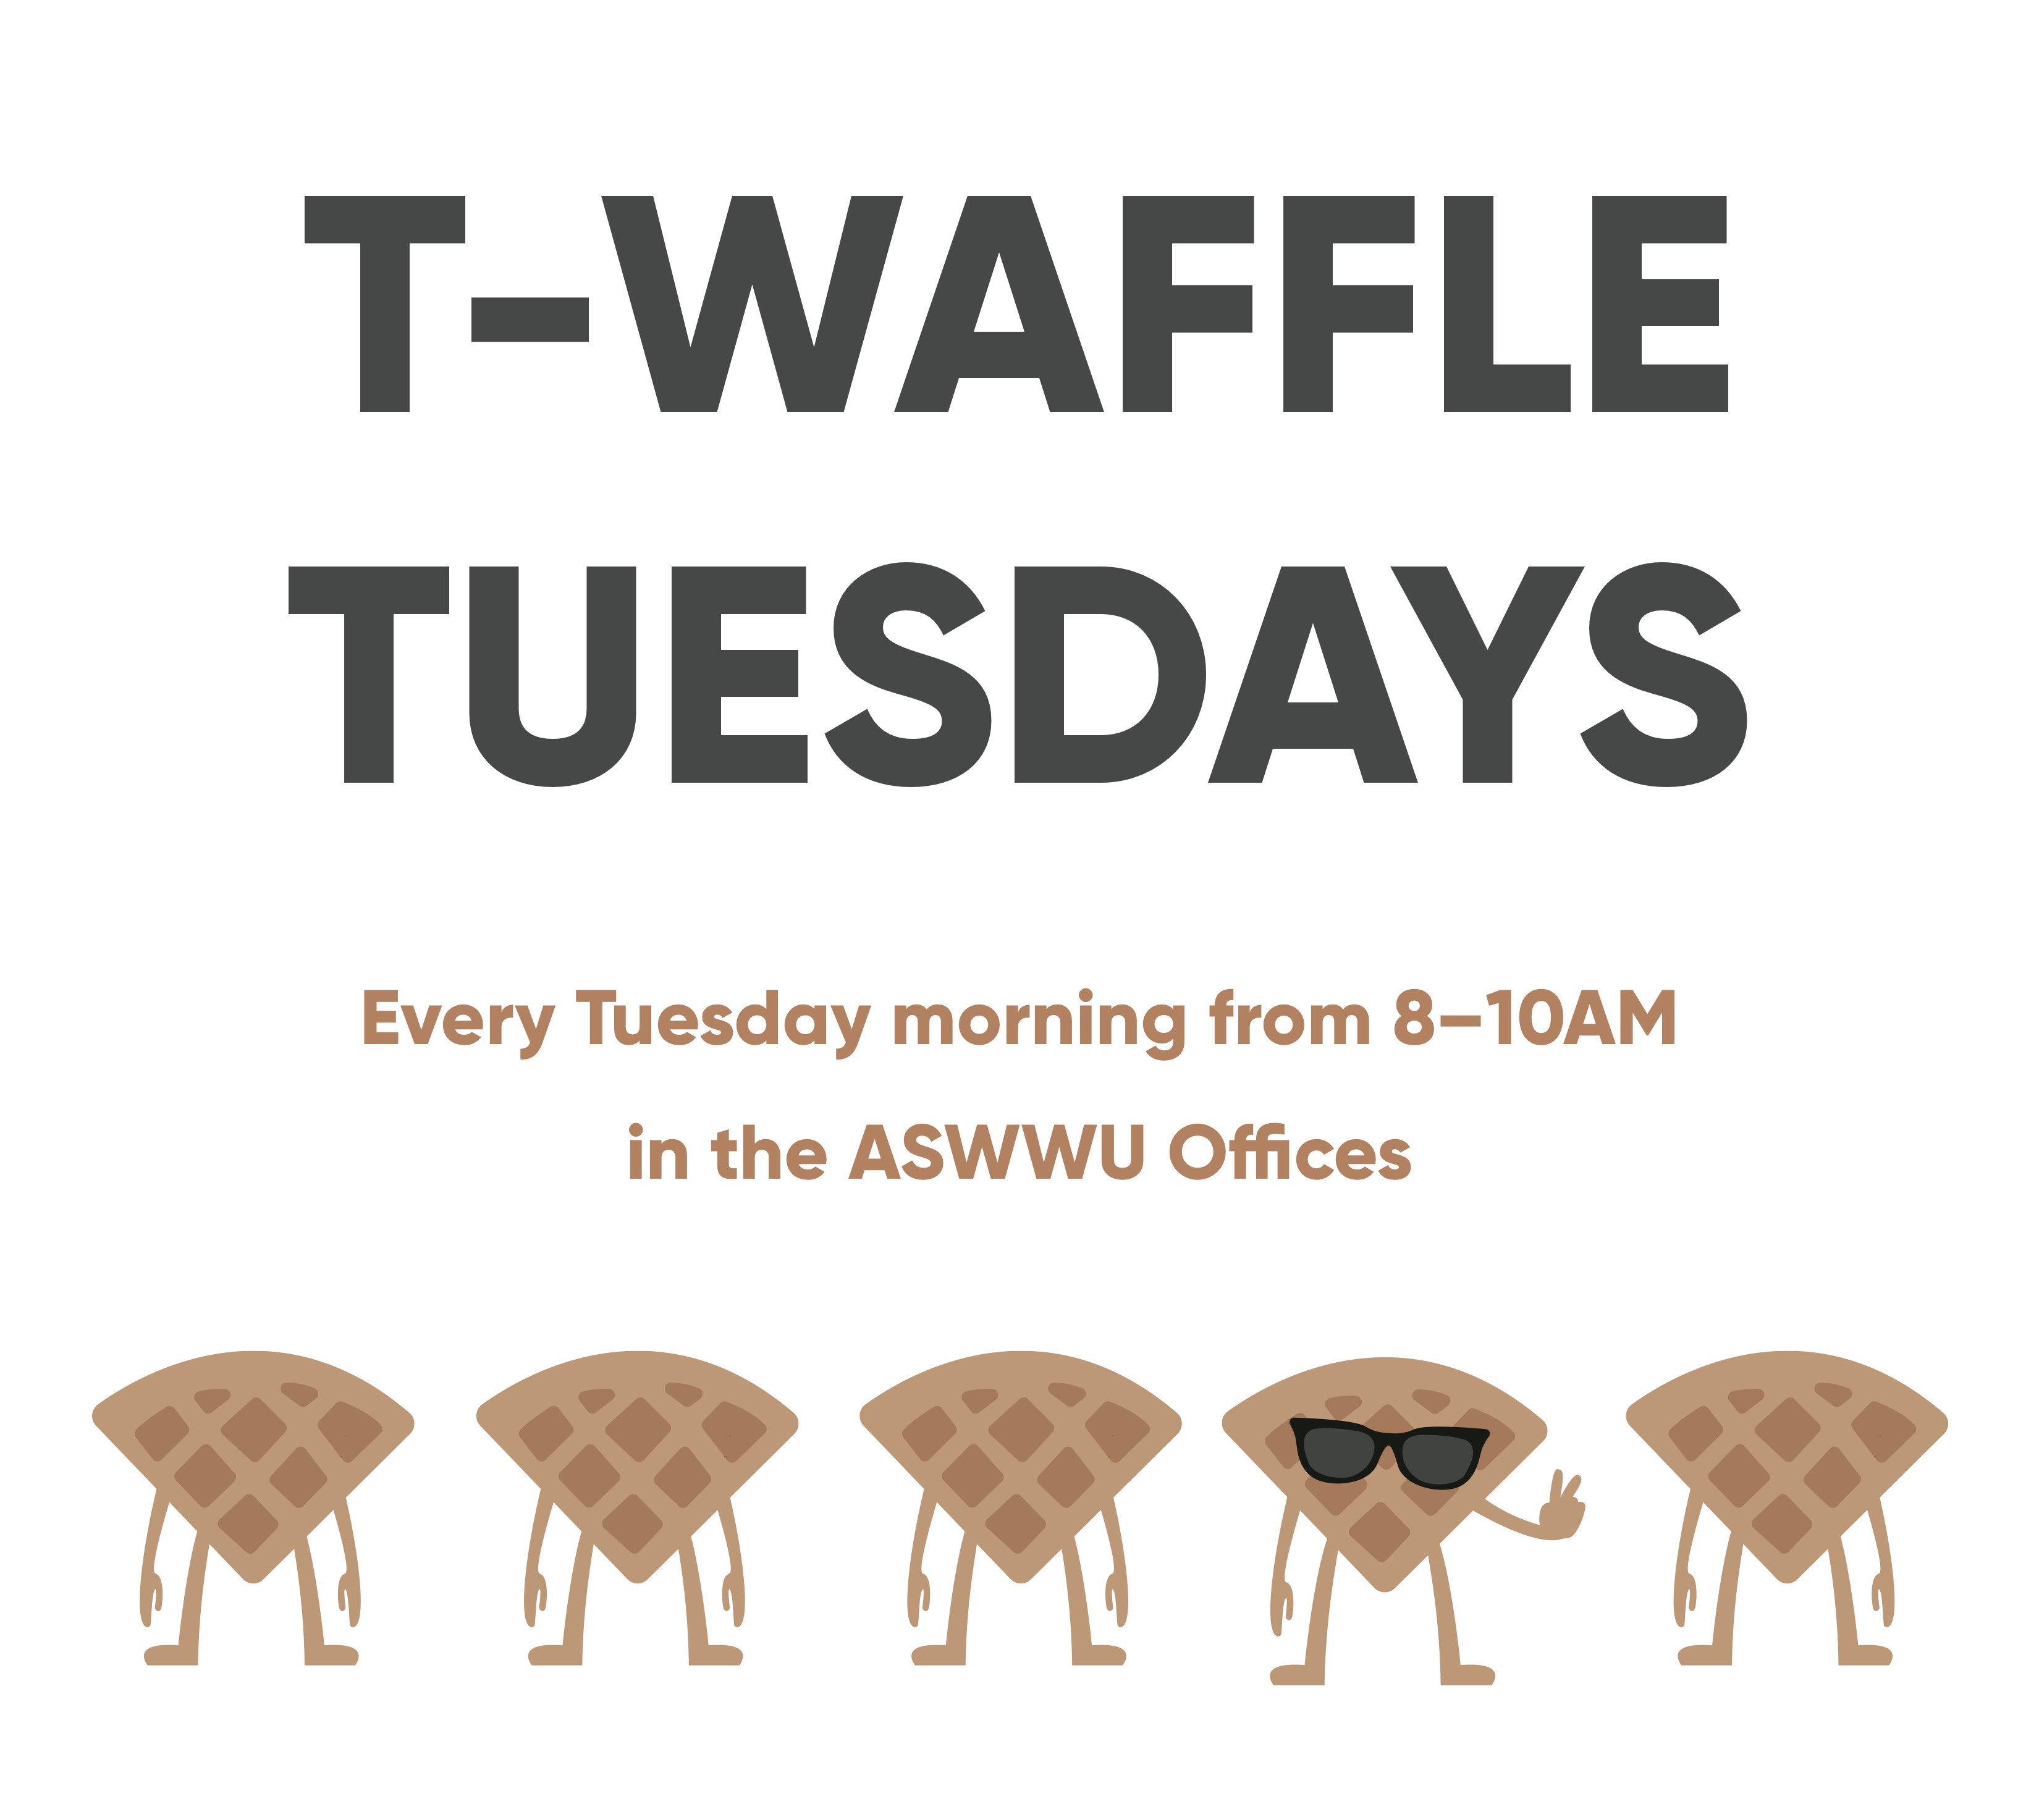 T-WAFFLE
TUESDAYS
Every Tuesday morning from 8-10AM
in the ASWWU Offices